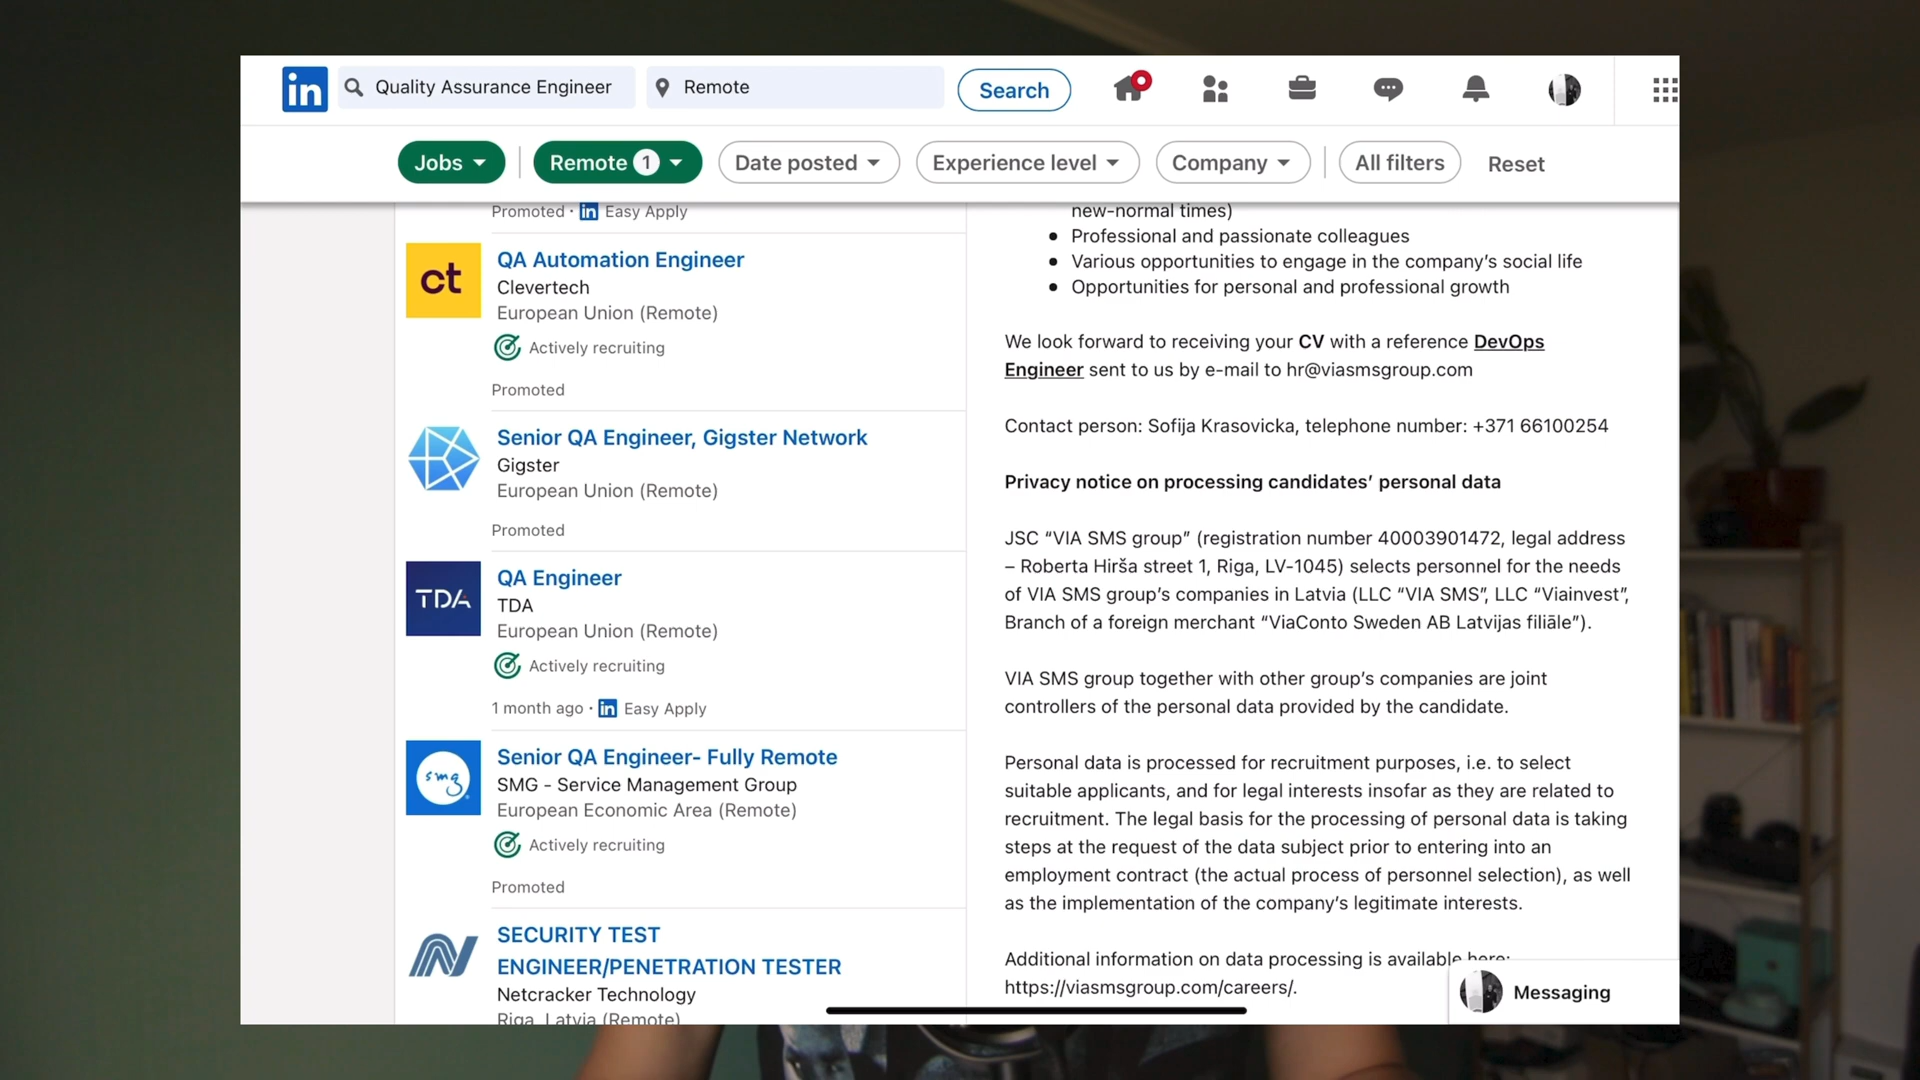 in
Quality Assurance Engineer
Remote
Search
Jobs
Remote 1
Date posted
Experience level
Company
All filters
Reset
Promoted · in Easy Apply
ct
QA Automation Engineer
Clevertech
European Union (Remote)
Actively recruiting
Promoted
Senior QA Engineer, Gigster Network
Gigster
European Union (Remote)
Promoted
TDA
QA Engineer
TDA
European Union (Remote)
Actively recruiting
1 month ago · in Easy Apply
smg
Senior QA Engineer- Fully Remote
SMG - Service Management Group
European Economic Area (Remote)
Actively recruiting
Promoted
SECURITY TEST
ENGINEER/PENETRATION TESTER
Netcracker Technology
Riga, Latvia (Remote)
new-normal times)
Professional and passionate colleagues
Various opportunities to engage in the company’s social life
Opportunities for personal and professional growth
We look forward to receiving your CV with a reference DevOps
Engineer sent to us by e-mail to hr@viasmsgroup.com
Contact person: Sofija Krasovicka, telephone number: +371 66100254
Privacy notice on processing candidates’ personal data
JSC “VIA SMS group” (registration number 40003901472, legal address
– Roberta Hirša street 1, Riga, LV-1045) selects personnel for the needs
of VIA SMS group’s companies in Latvia (LLC “VIA SMS”, LLC “Viainvest”,
Branch of a foreign merchant “ViaConto Sweden AB Latvijas filiāle”).
VIA SMS group together with other group’s companies are joint
controllers of the personal data provided by the candidate.
Personal data is processed for recruitment purposes, i.e. to select
suitable applicants, and for legal interests insofar as they are related to
recruitment. The legal basis for the processing of personal data is taking
steps at the request of the data subject prior to entering into an
employment contract (the actual process of personnel selection), as well
as the implementation of the company’s legitimate interests.
Additional information on data processing is available here:
https://viasmsgroup.com/careers/.
Messaging